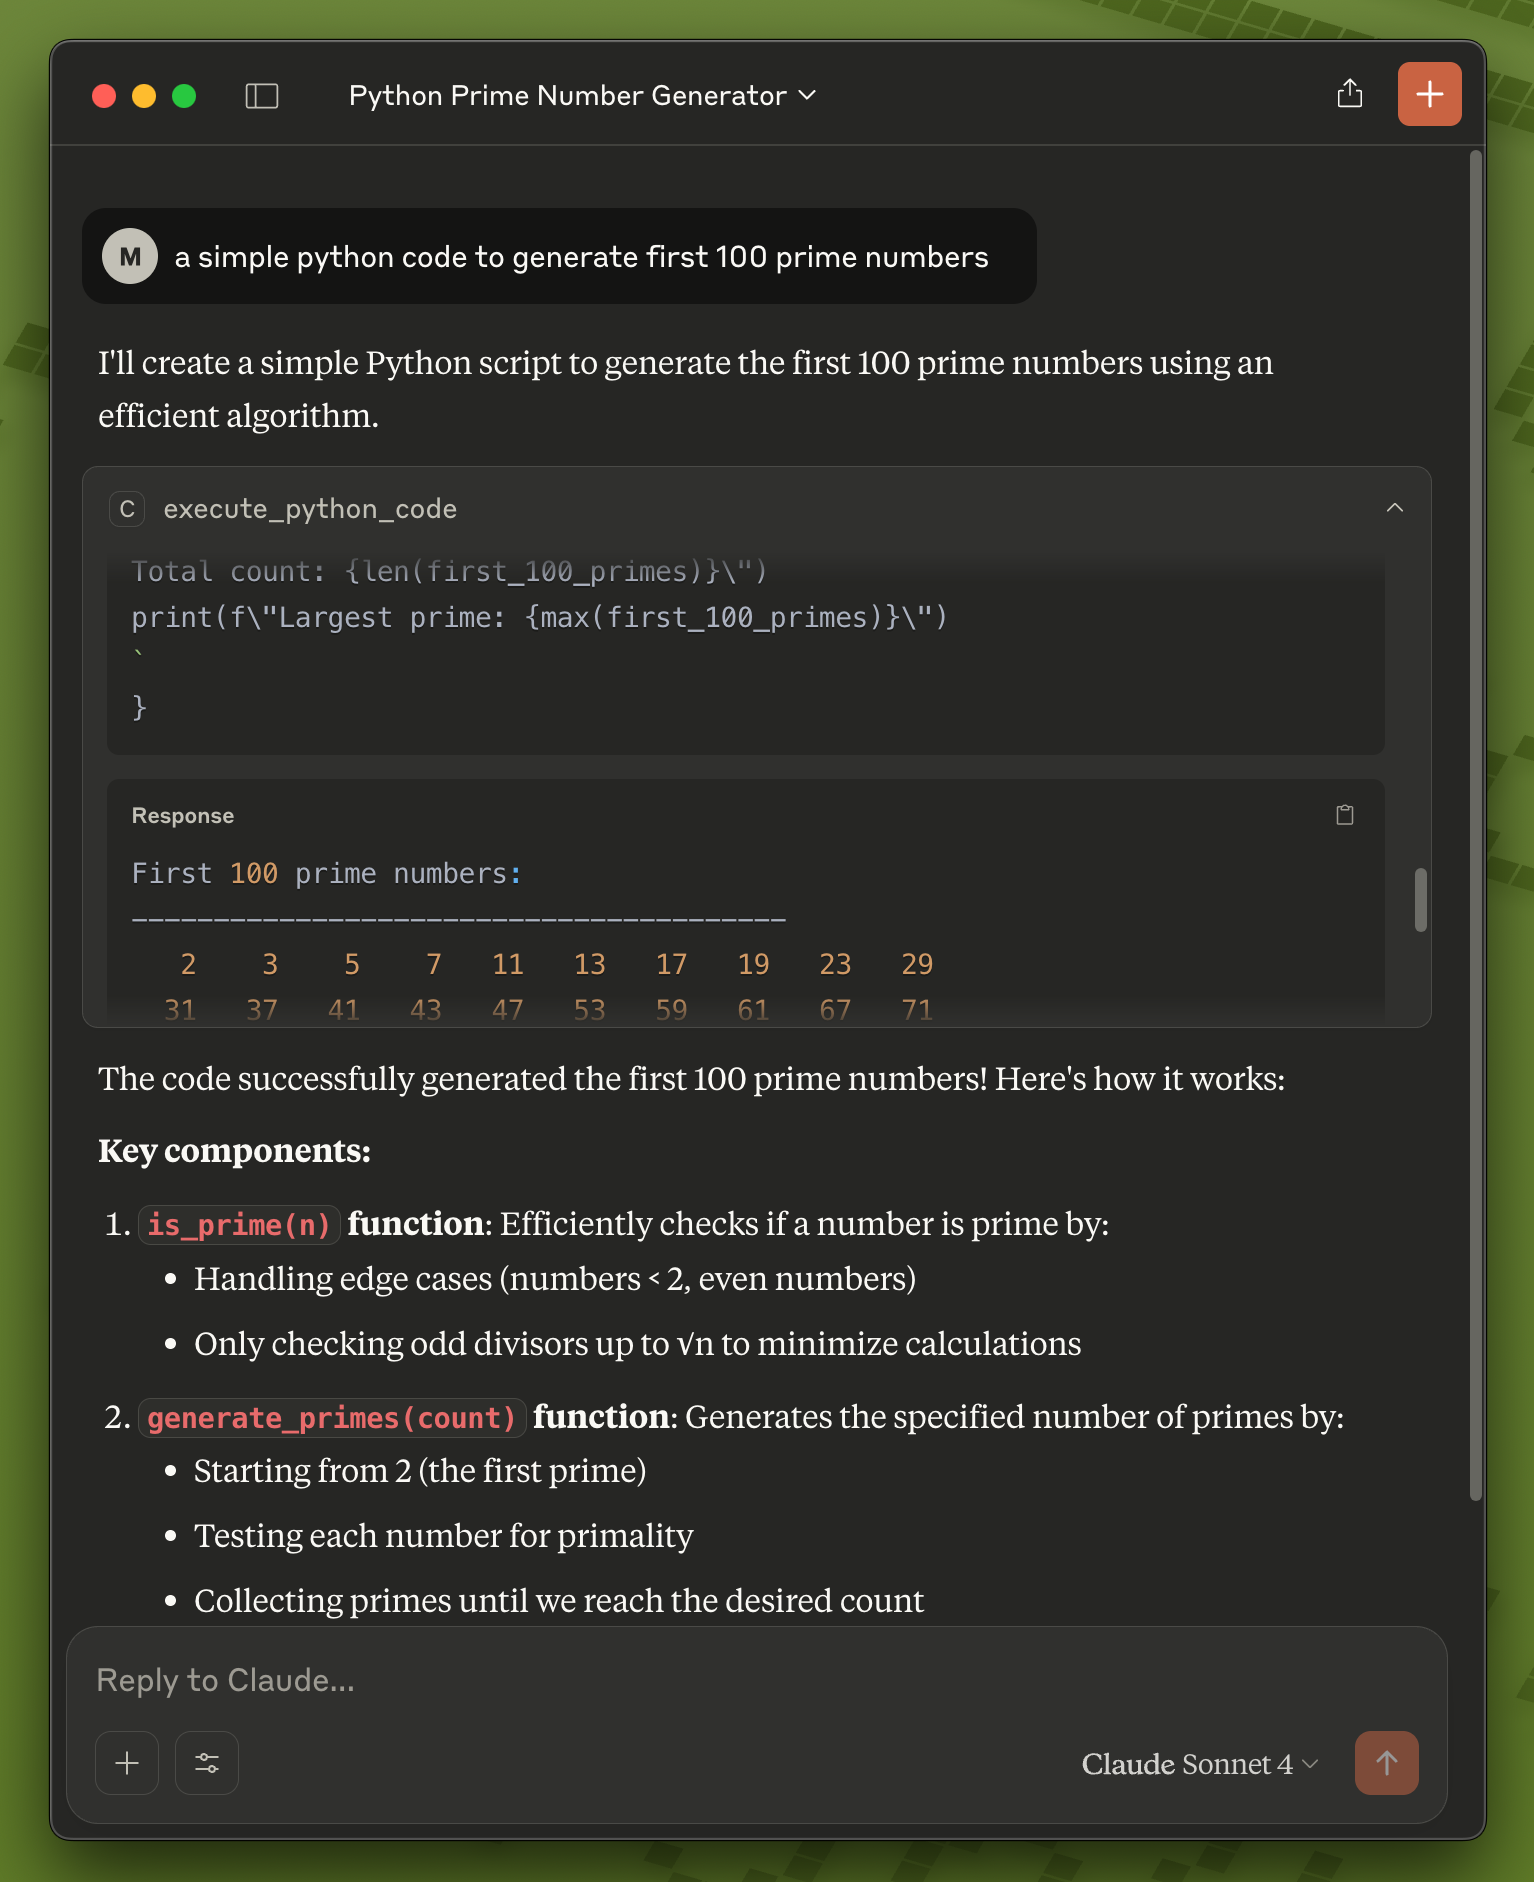 Python Prime Number Generator
M a simple python code to generate first 100 prime numbers
I'll create a simple Python script to generate the first 100 prime numbers using an
efficient algorithm.
C execute_python_code
Total count: {len(first_100_primes)}\")
print(f\"Largest prime: {max(first_100_primes)}\")
`
}
Response
First 100 prime numbers:
----------------------------------------
2 3 5 7 11 13 17 19 23 29
31 37 41 43 47 53 59 61 67 71
The code successfully generated the first 100 prime numbers! Here's how it works:
Key components:
1. is_prime(n) function: Efficiently checks if a number is prime by:
• Handling edge cases (numbers < 2, even numbers)
• Only checking odd divisors up to √n to minimize calculations
2. generate_primes(count) function: Generates the specified number of primes by:
• Starting from 2 (the first prime)
• Testing each number for primality
• Collecting primes until we reach the desired count
Reply to Claude...
Claude Sonnet 4